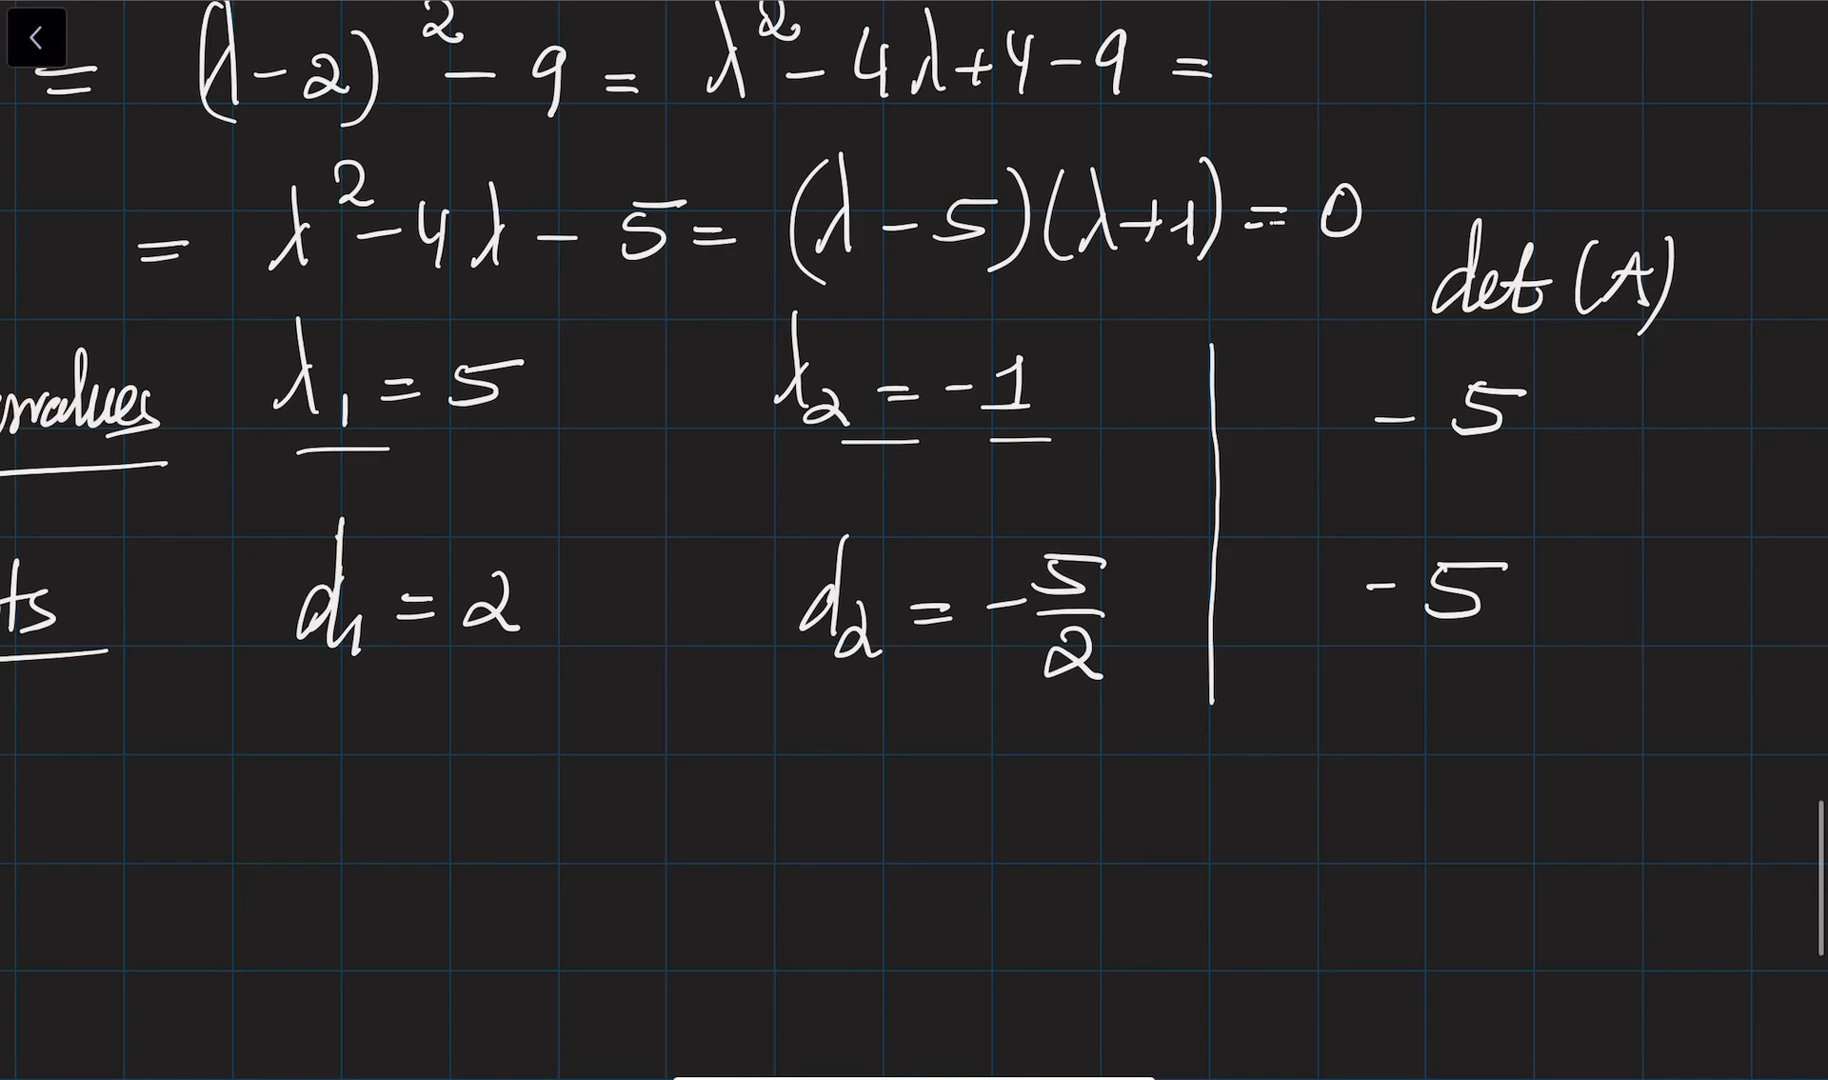 = (λ-2)² - 9 = λ² - 4λ + 4 - 9 =
= λ² - 4λ - 5 = (λ - 5)(λ + 1) = 0
det (A)
values λ₁ = 5 λ₂ = -1 | - 5
ts d₁ = 2 d₂ = - 5/2 | - 5